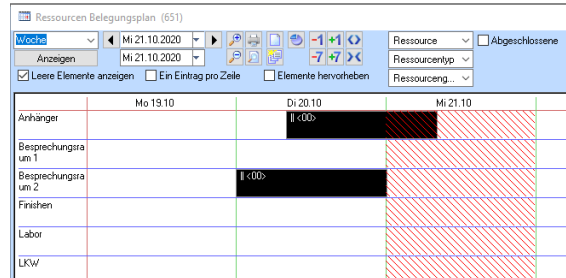 Ressourcen Belegungsplan (651)
Woche Mi 21.10.2020 -1 +1 Ressource Abgeschlossene
Anzeigen Mi 21.10.2020 -7 +7 Ressourcentyp
Leere Elemente anzeigen Ein Eintrag pro Zeile Elemente hervorheben Ressourceng...
Mo 19.10 Di 20.10 Mi 21.10
Anhänger || <00>
Besprechungsra
um 1
Besprechungsra || <00>
um 2
Finishen
Labor
LKW